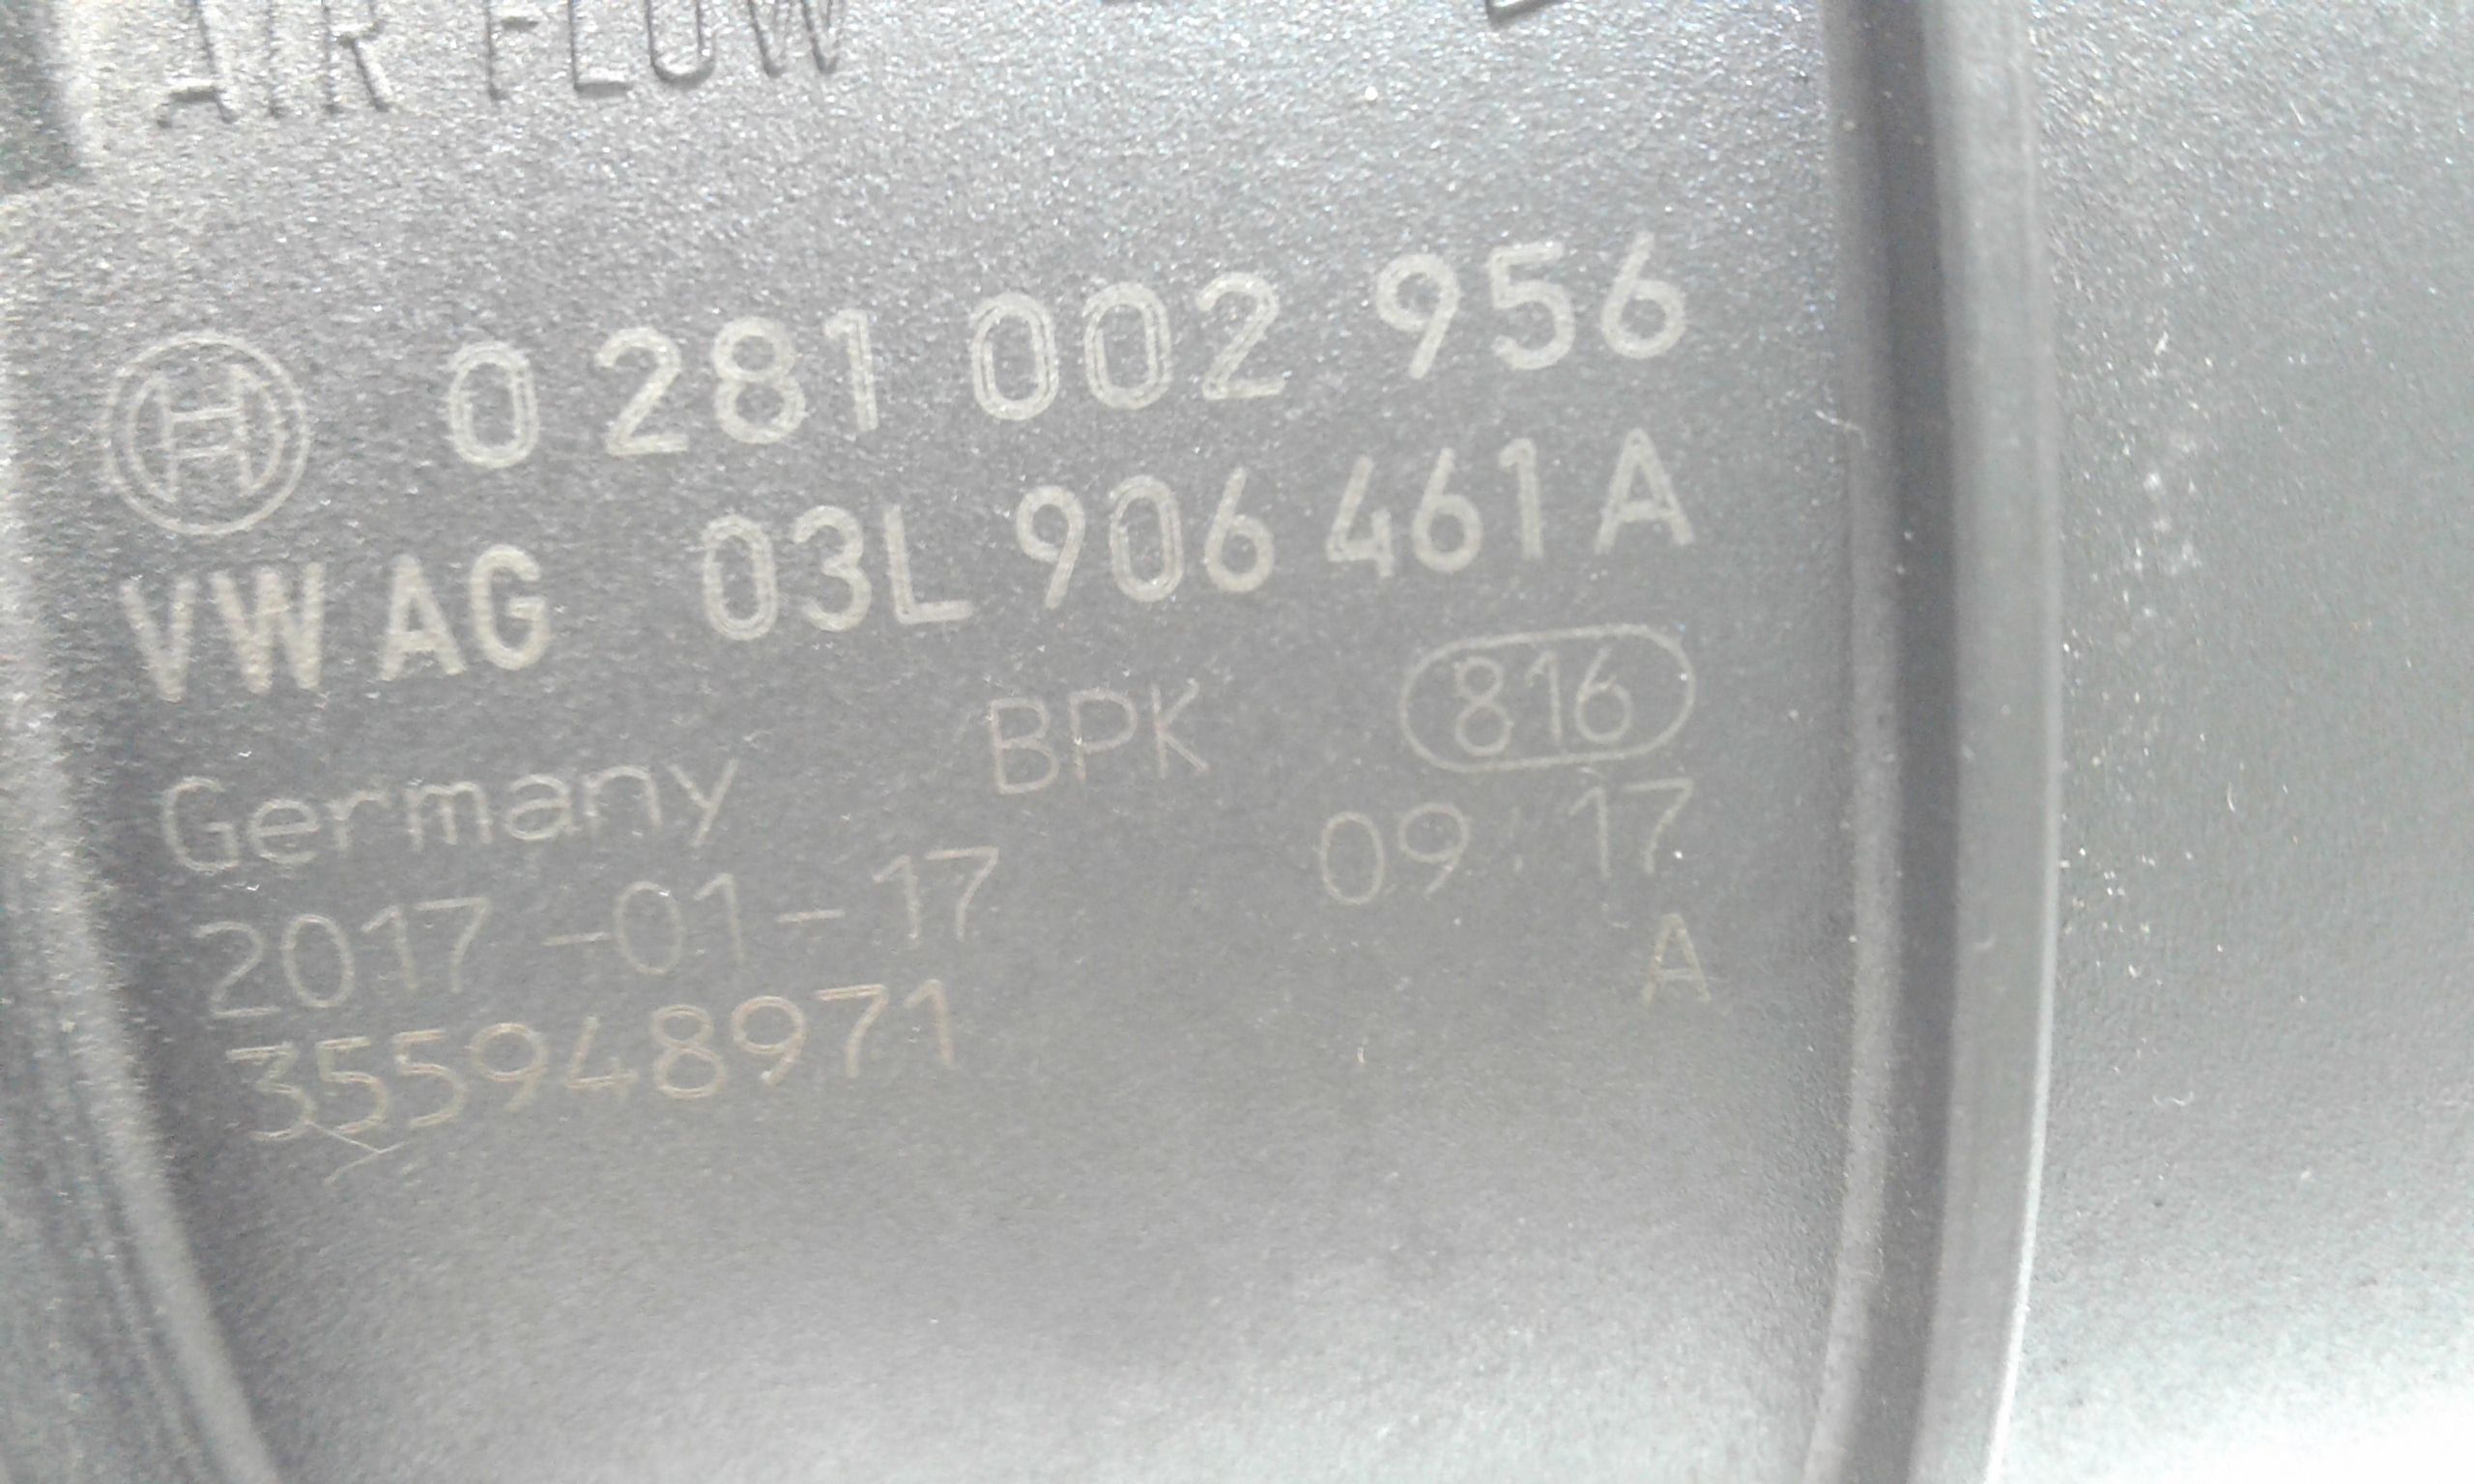 AIR FLOW
0 281 002 956
VW AG 03L 906 461 A
Germany BPK 816
2017-01-17 09.17
355948971 A